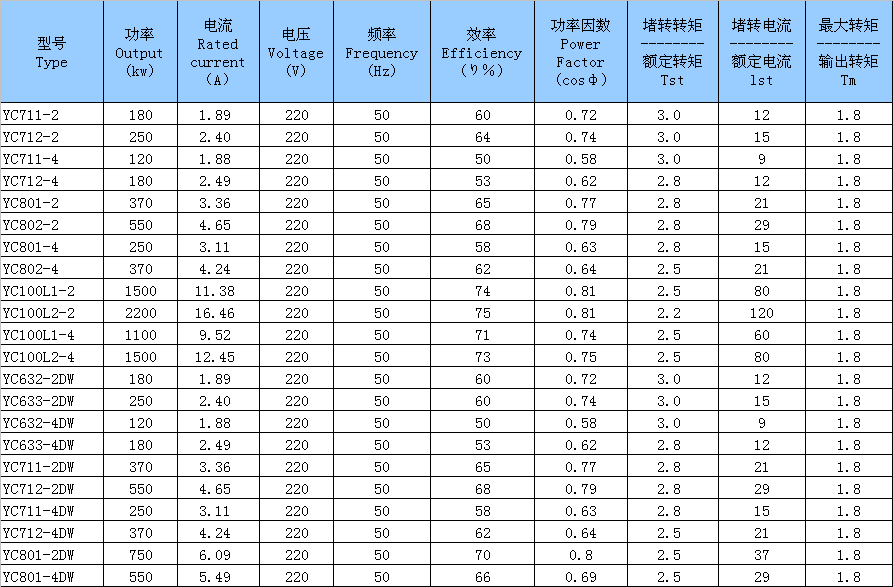 型号 功率 电流 电压 频率 效率 功率因数 堵转转矩 堵转电流 最大转矩
Type Output Rated Voltage Frequency Efficiency Power -------- -------- --------
(kw) current (V) (Hz) (η%) Factor 额定转矩 额定电流 输出转矩
(A) (cosΦ) Tst lst Tm
YC711-2 180 1.89 220 50 60 0.72 3.0 12 1.8
YC712-2 250 2.40 220 50 64 0.74 3.0 15 1.8
YC711-4 120 1.88 220 50 50 0.58 3.0 9 1.8
YC712-4 180 2.49 220 50 53 0.62 2.8 12 1.8
YC801-2 370 3.36 220 50 65 0.77 2.8 21 1.8
YC802-2 550 4.65 220 50 68 0.79 2.8 29 1.8
YC801-4 250 3.11 220 50 58 0.63 2.8 15 1.8
YC802-4 370 4.24 220 50 62 0.64 2.5 21 1.8
YC100L1-2 1500 11.38 220 50 74 0.81 2.5 80 1.8
YC100L2-2 2200 16.46 220 50 75 0.81 2.2 120 1.8
YC100L1-4 1100 9.52 220 50 71 0.74 2.5 60 1.8
YC100L2-4 1500 12.45 220 50 73 0.75 2.5 80 1.8
YC632-2DW 180 1.89 220 50 60 0.72 3.0 12 1.8
YC633-2DW 250 2.40 220 50 60 0.74 3.0 15 1.8
YC632-4DW 120 1.88 220 50 50 0.58 3.0 9 1.8
YC633-4DW 180 2.49 220 50 53 0.62 2.8 12 1.8
YC711-2DW 370 3.36 220 50 65 0.77 2.8 21 1.8
YC712-2DW 550 4.65 220 50 68 0.79 2.8 29 1.8
YC711-4DW 250 3.11 220 50 58 0.63 2.8 15 1.8
YC712-4DW 370 4.24 220 50 62 0.64 2.5 21 1.8
YC801-2DW 750 6.09 220 50 70 0.8 2.5 37 1.8
YC801-4DW 550 5.49 220 50 66 0.69 2.5 29 1.8